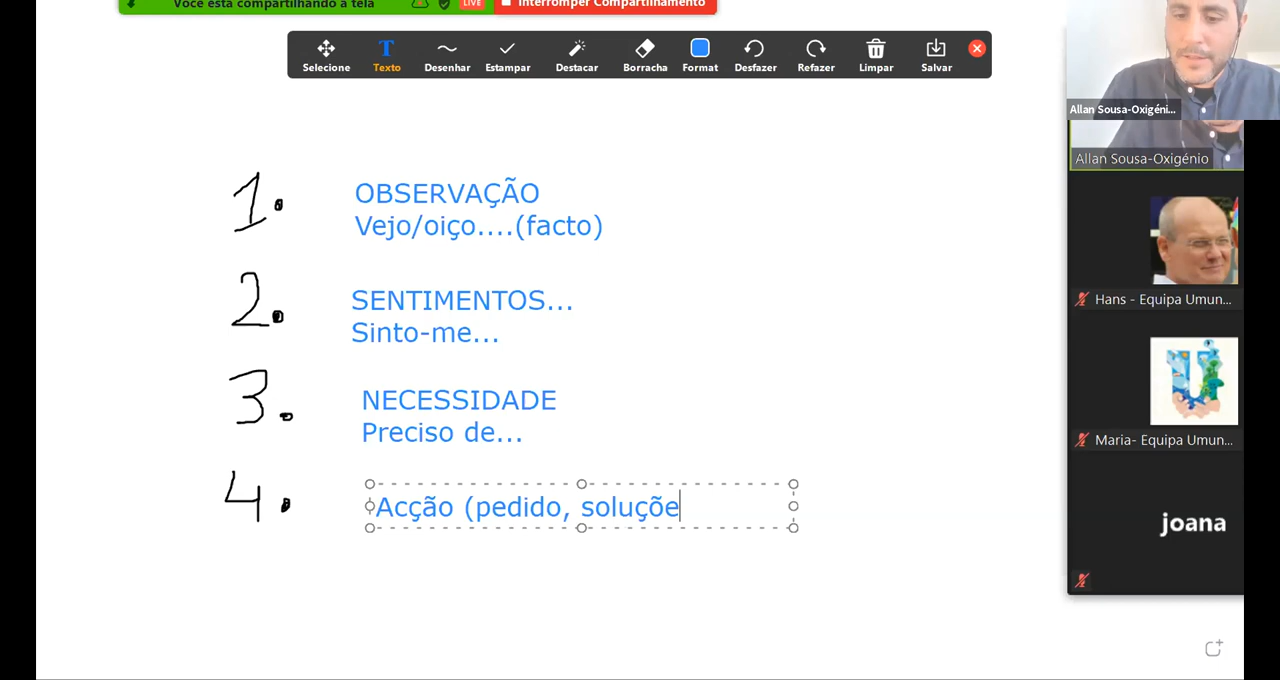 Você está compartilhando a tela
LIVE
Interromper Compartilhamento
Selecione
Texto
Desenhar
Estampar
Destacar
Borracha
Format
Desfazer
Refazer
Limpar
Salvar
Allan Sousa-Oxigéni...
Allan Sousa-Oxigénio
1. OBSERVAÇÃO
Vejo/oiço....(facto)
2. SENTIMENTOS...
Sinto-me...
3. NECESSIDADE
Preciso de...
4. Acção (pedido, soluçõe
Hans - Equipa Umun...
U
Maria- Equipa Umun...
joana